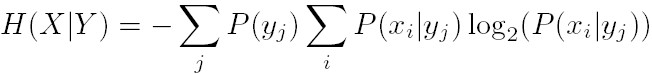 H(X|Y) = − ∑_j P(y_j) ∑_i P(x_i|y_j) log_2(P(x_i|y_j))